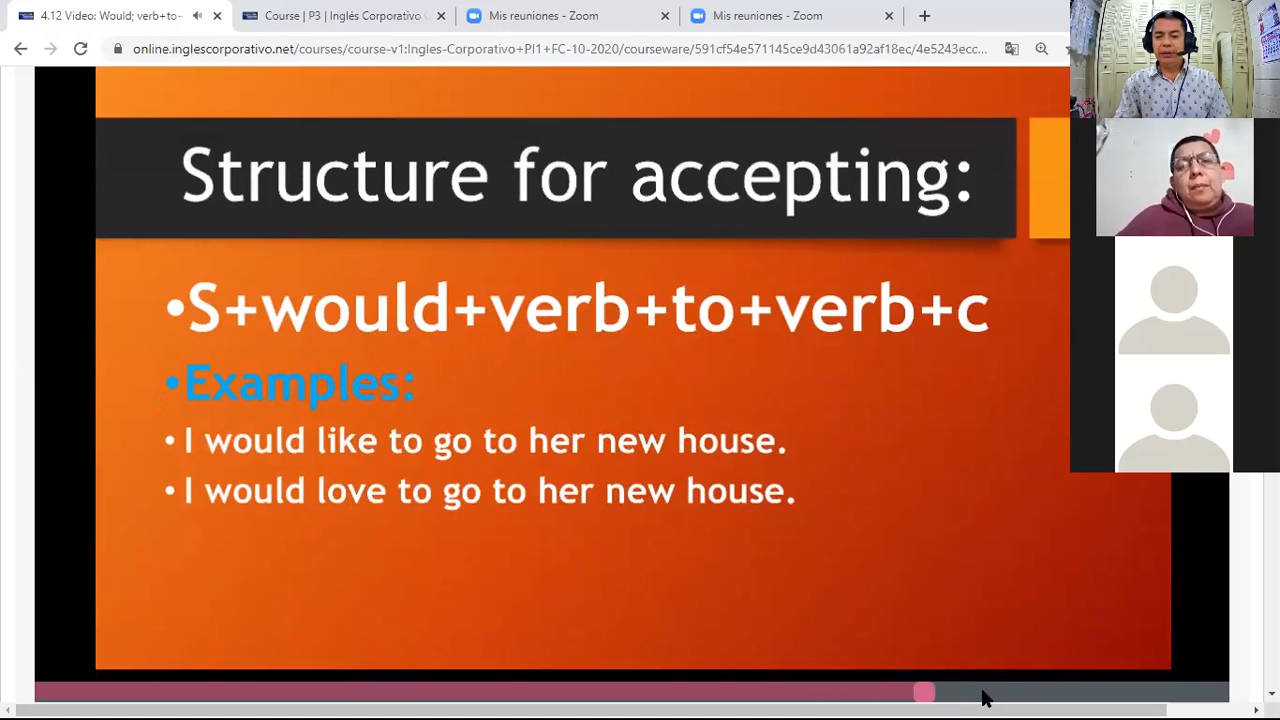 4.12 Video: Would; verb+to-
Course | P3 | Inglés Corporativo
Mis reuniones - Zoom
Mis reuniones - Zoom
online.inglescorporativo.net/courses/course-v1:Ingles-Corporativo+PI1+FC-10-2020/courseware/591cf54e571145ce9d43061a92af18ec/4e5243ecc...
Structure for accepting:
•S+would+verb+to+verb+c
•Examples:
• I would like to go to her new house.
• I would love to go to her new house.